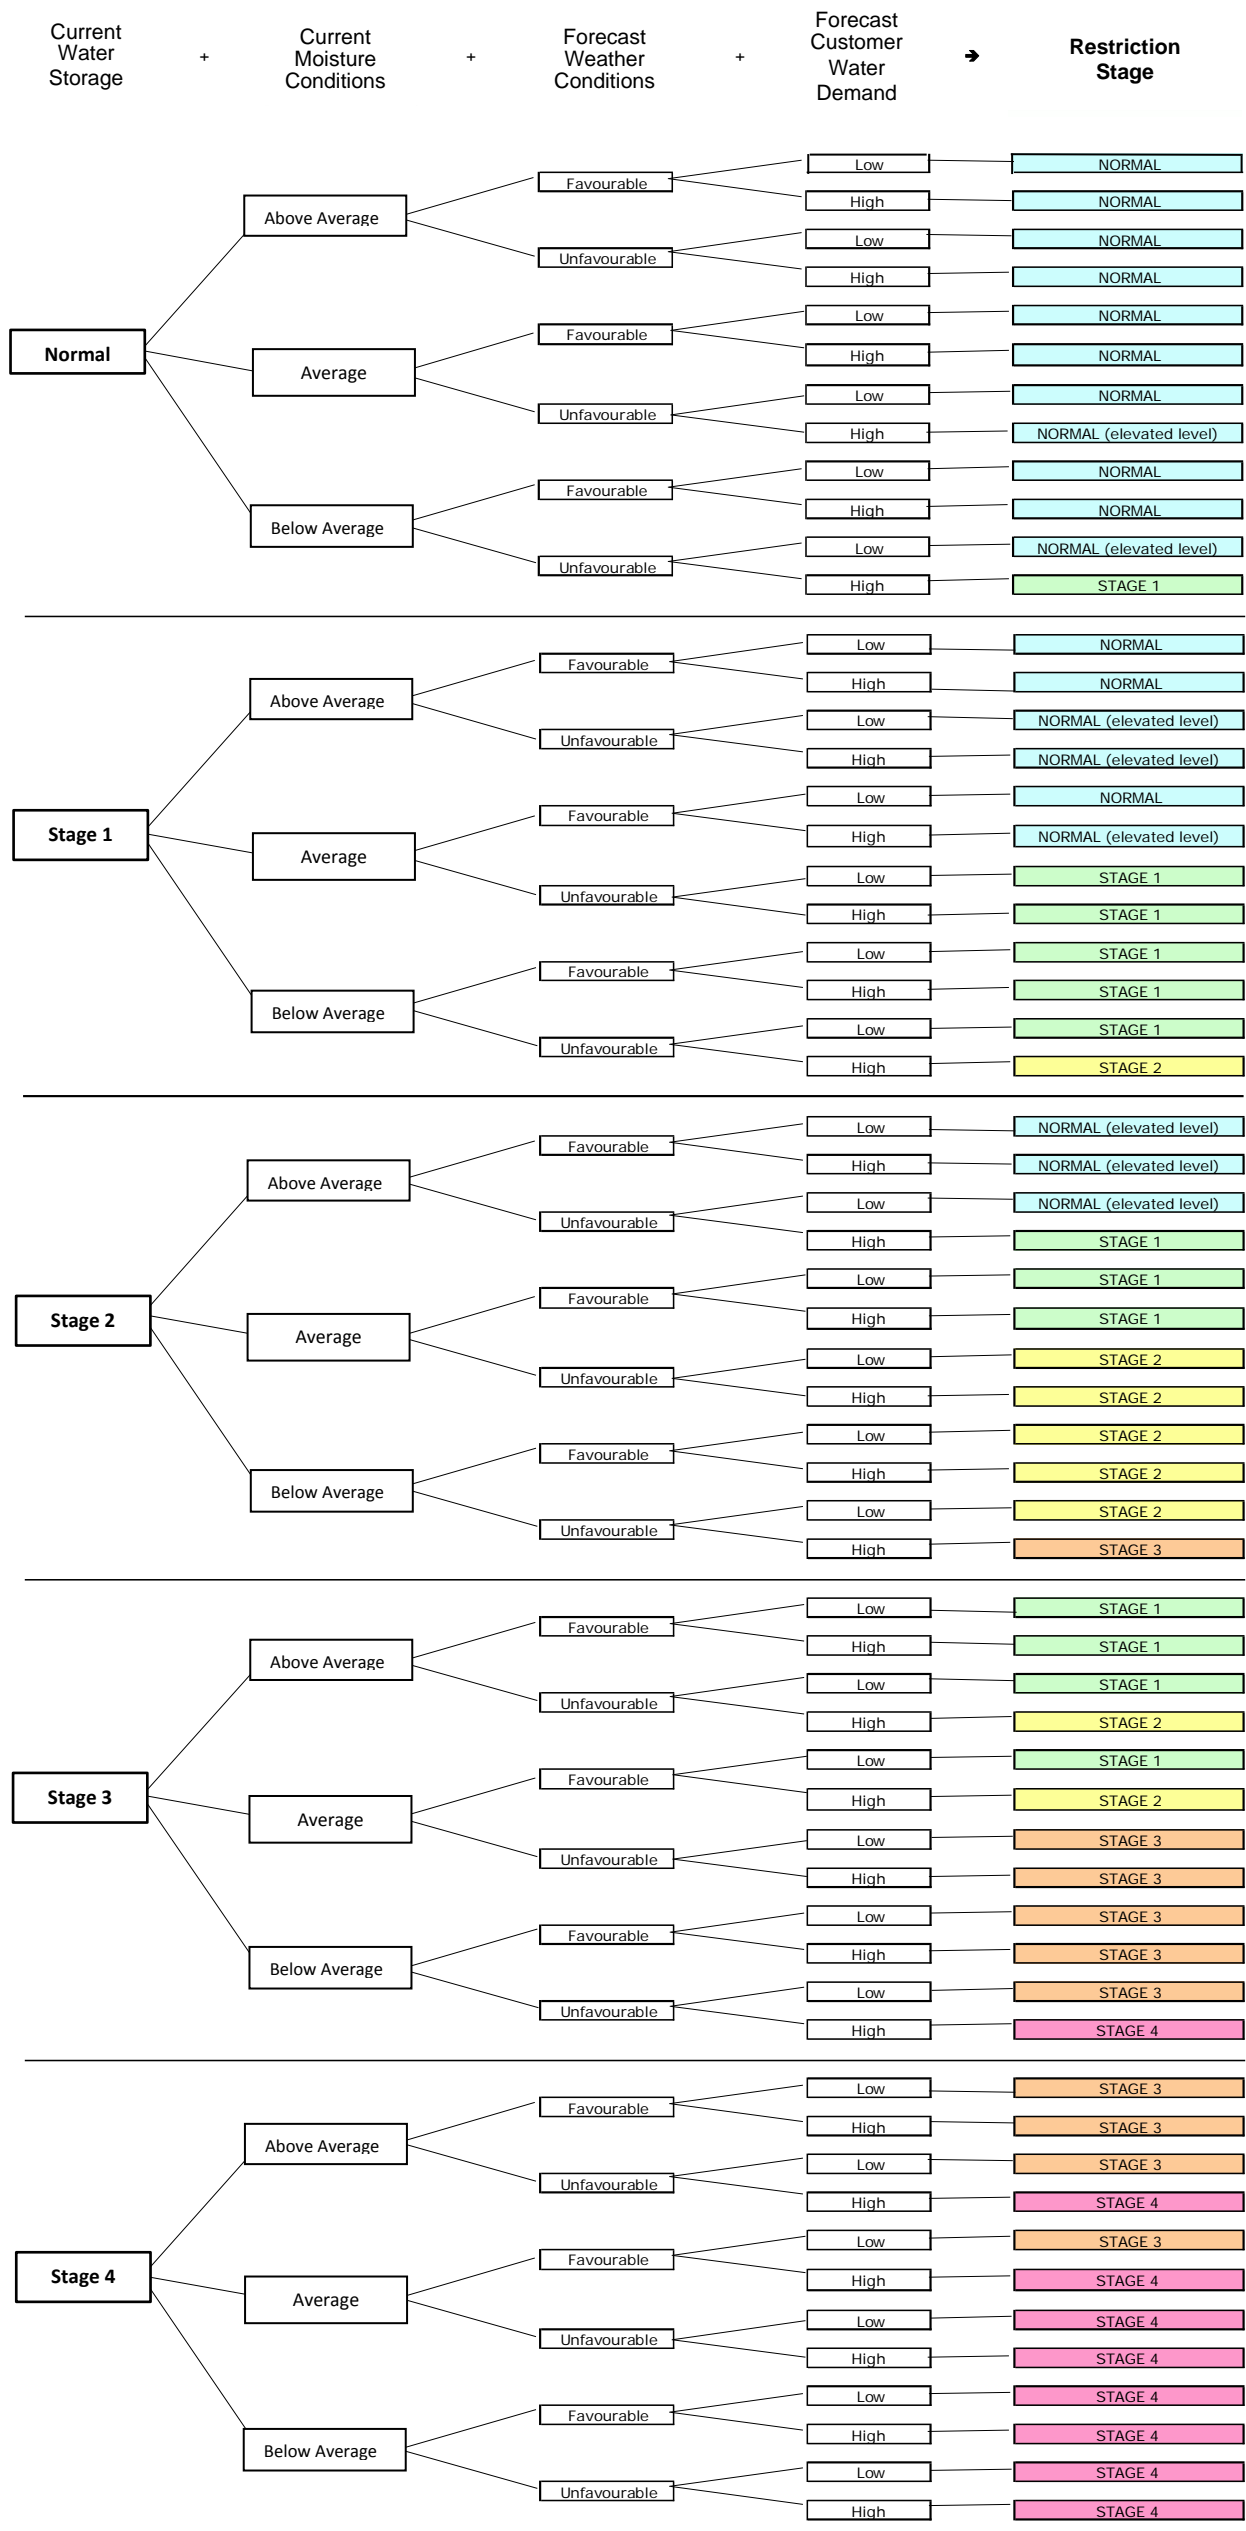 Current
Water
Storage
+
Current
Moisture
Conditions
+
Forecast
Weather
Conditions
+
Forecast
Customer
Water
Demand
➔
Restriction
Stage
Normal
Above Average
Favourable
Low
NORMAL
High
NORMAL
Unfavourable
Low
NORMAL
High
NORMAL
Average
Favourable
Low
NORMAL
High
NORMAL
Unfavourable
Low
NORMAL
High
NORMAL (elevated level)
Below Average
Favourable
Low
NORMAL
High
NORMAL
Unfavourable
Low
NORMAL (elevated level)
High
STAGE 1
Stage 1
Above Average
Favourable
Low
NORMAL
High
NORMAL
Unfavourable
Low
NORMAL (elevated level)
High
NORMAL (elevated level)
Average
Favourable
Low
NORMAL
High
NORMAL (elevated level)
Unfavourable
Low
STAGE 1
High
STAGE 1
Below Average
Favourable
Low
STAGE 1
High
STAGE 1
Unfavourable
Low
STAGE 1
High
STAGE 2
Stage 2
Above Average
Favourable
Low
NORMAL (elevated level)
High
NORMAL (elevated level)
Unfavourable
Low
NORMAL (elevated level)
High
STAGE 1
Average
Favourable
Low
STAGE 1
High
STAGE 1
Unfavourable
Low
STAGE 2
High
STAGE 2
Below Average
Favourable
Low
STAGE 2
High
STAGE 2
Unfavourable
Low
STAGE 2
High
STAGE 3
Stage 3
Above Average
Favourable
Low
STAGE 1
High
STAGE 1
Unfavourable
Low
STAGE 1
High
STAGE 2
Average
Favourable
Low
STAGE 1
High
STAGE 2
Unfavourable
Low
STAGE 3
High
STAGE 3
Below Average
Favourable
Low
STAGE 3
High
STAGE 3
Unfavourable
Low
STAGE 3
High
STAGE 4
Stage 4
Above Average
Favourable
Low
STAGE 3
High
STAGE 3
Unfavourable
Low
STAGE 3
High
STAGE 4
Average
Favourable
Low
STAGE 3
High
STAGE 4
Unfavourable
Low
STAGE 4
High
STAGE 4
Below Average
Favourable
Low
STAGE 4
High
STAGE 4
Unfavourable
Low
STAGE 4
High
STAGE 4